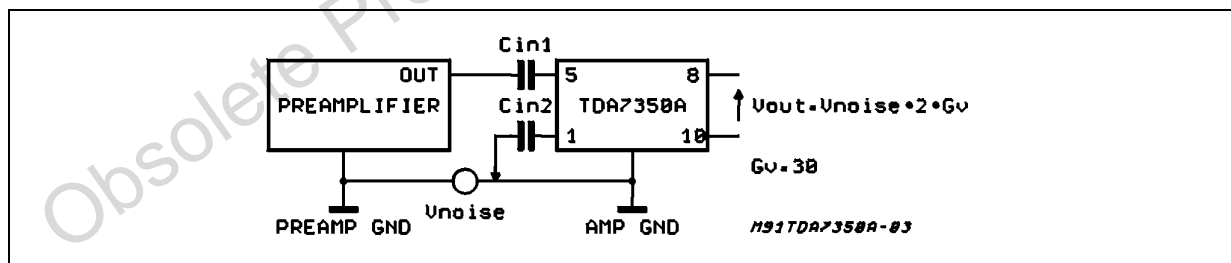 Obsolete Pr
Cin1
OUT
5
8
PREAMPLIFIER
Cin2
TDA7350A
Vout=Vnoise*2*Gv
1
10
Gv=30
Vnoise
PREAMP GND
AMP GND
M91TDA7350A-03